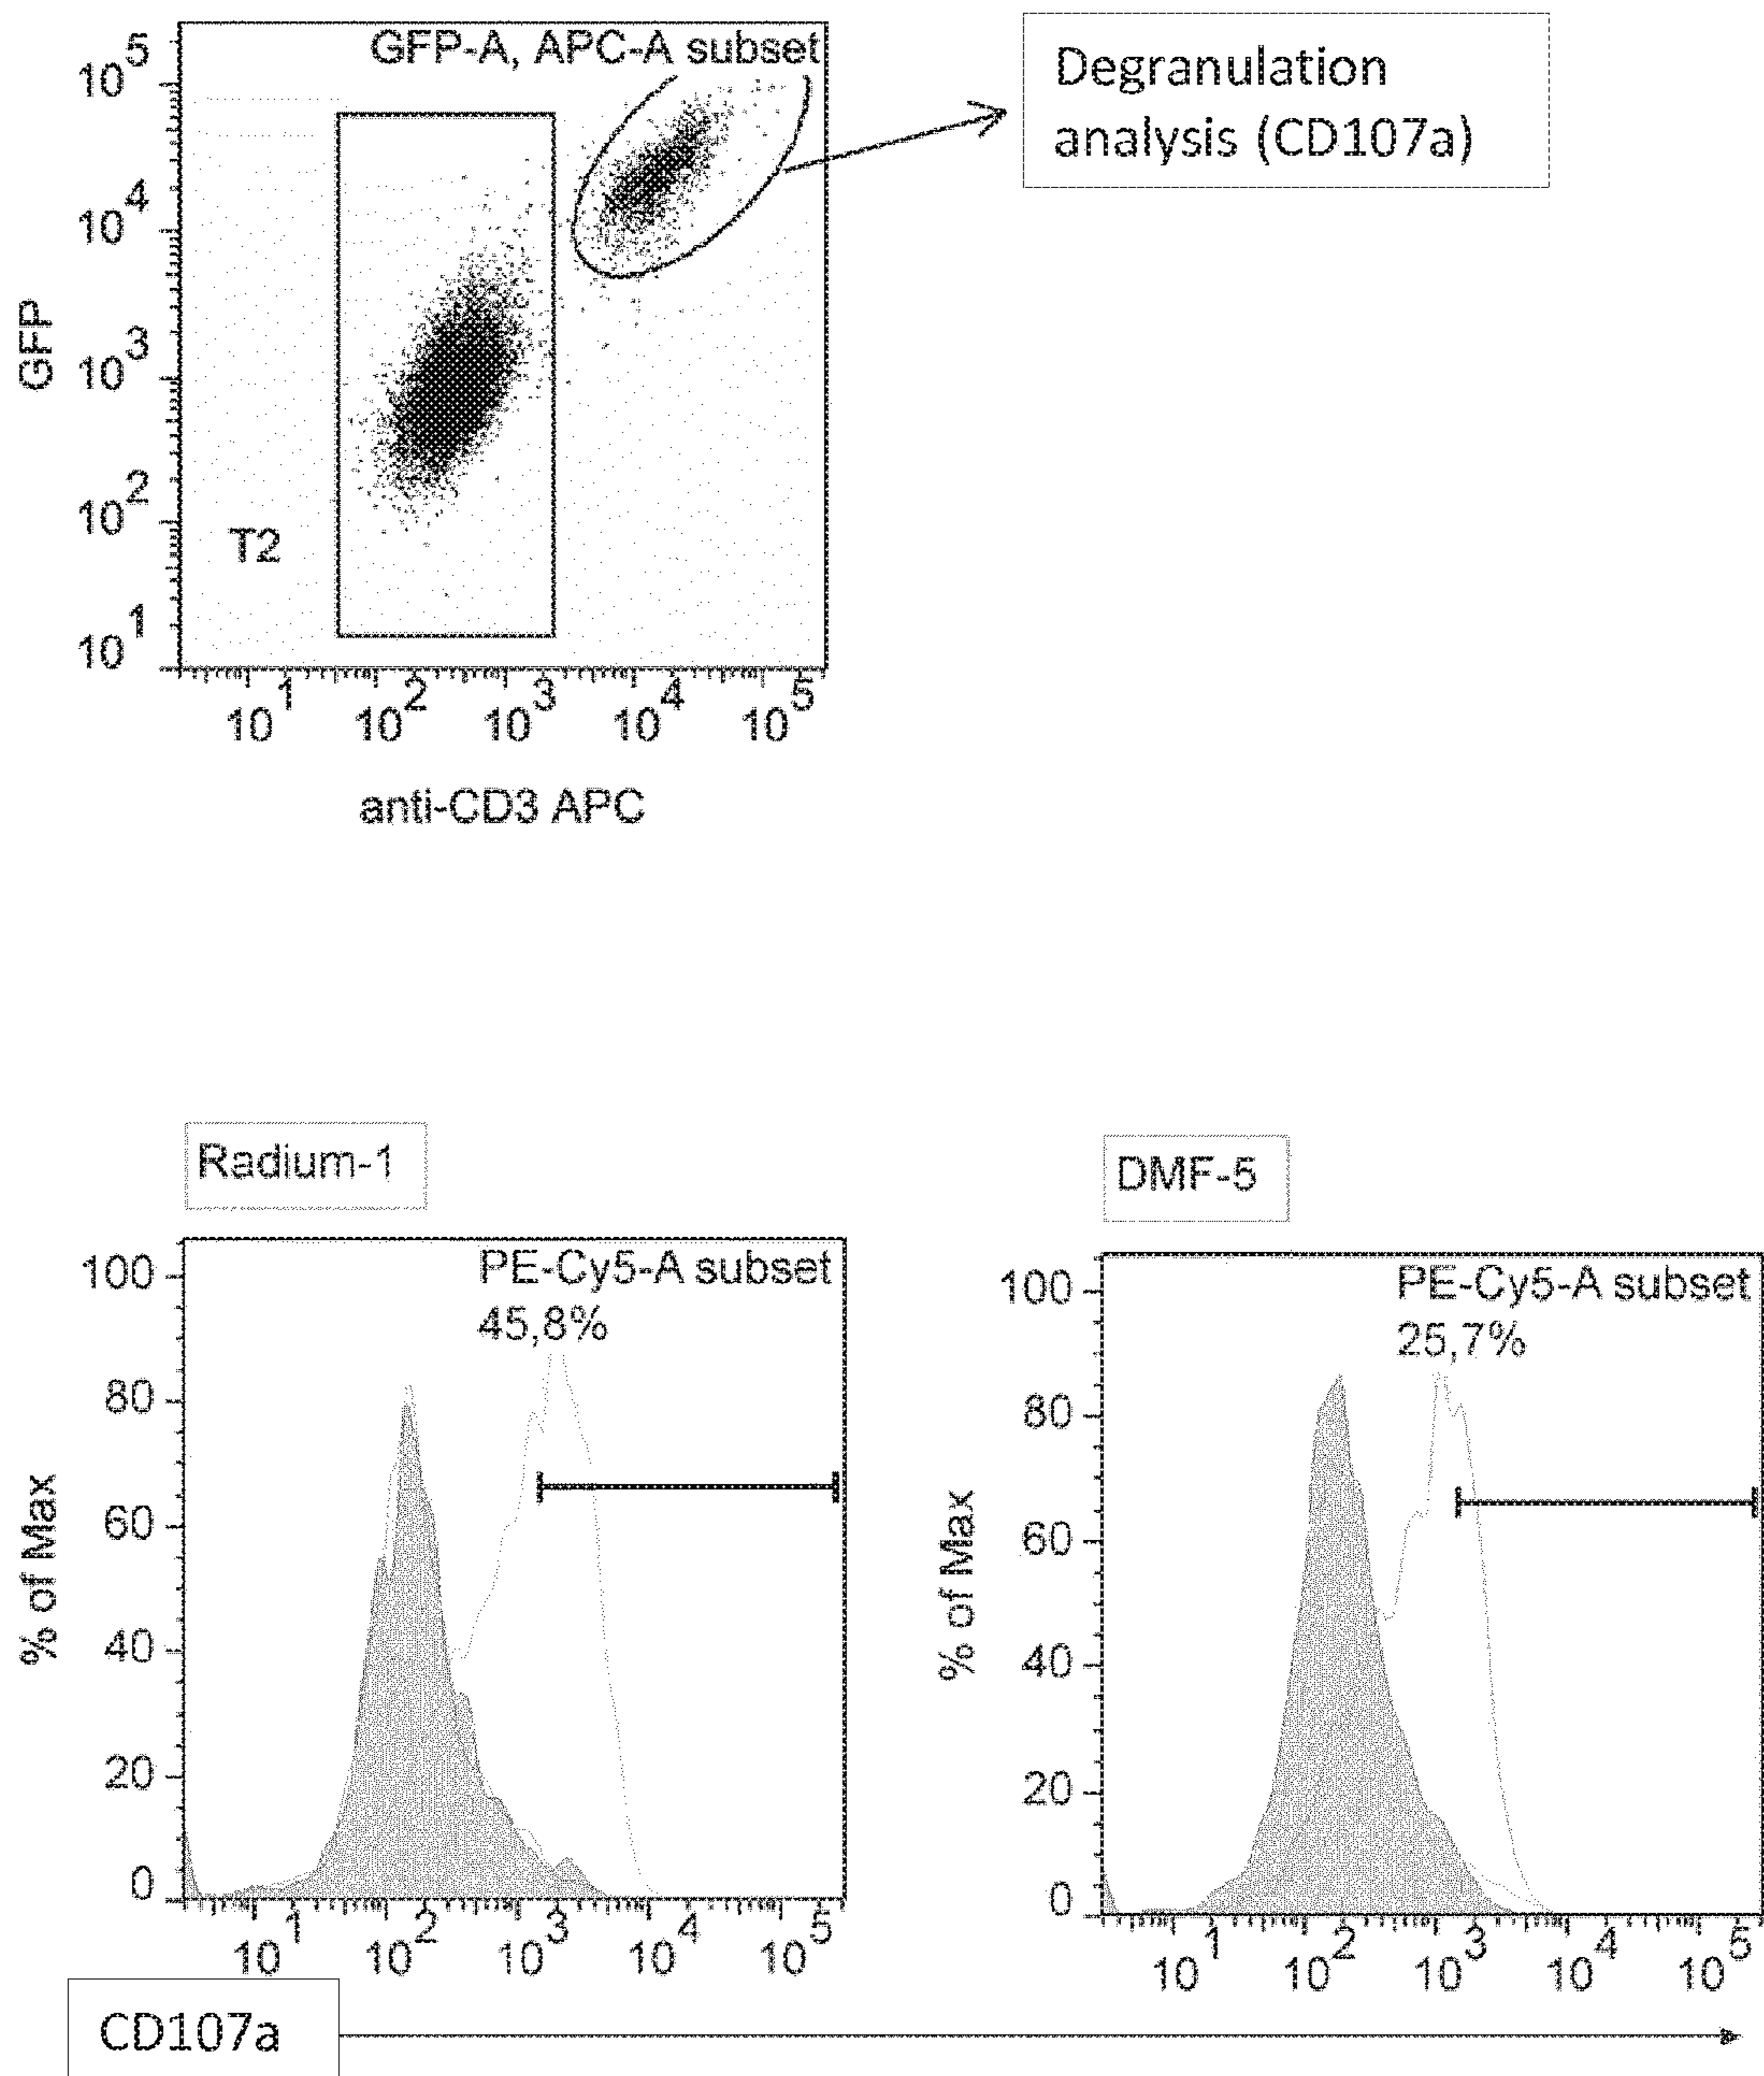 GFP-A, APC-A subset
Degranulation
analysis (CD107a)
10^5
10^4
10^3
10^2
10^1
GFP
T2
10^1 10^2 10^3 10^4 10^5
anti-CD3 APC
Radium-1
PE-Cy5-A subset
45,8%
100
80
60
40
20
0
% of Max
10^1 10^2 10^3 10^4 10^5
DMF-5
PE-Cy5-A subset
25,7%
100
80
60
40
20
0
% of Max
10^1 10^2 10^3 10^4 10^5
CD107a